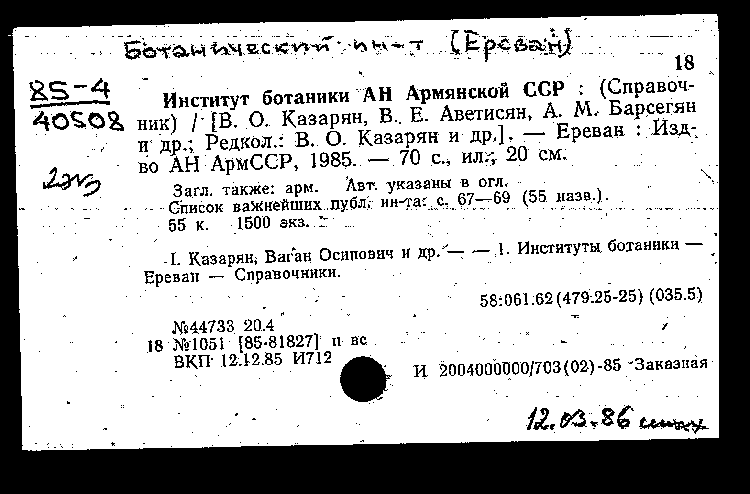 Ботанический ин-т (Ереван)
18
85-4
40508
2экз
Институт ботаники АН Армянской ССР : (Справоч-
ник) / [В. О. Казарян, В. Е. Аветисян, А. М. Барсегян
и др.; Редкол.: В. О. Казарян и др.]. — Ереван : Изд-
во АН АрмССР, 1985. — 70 с., ил.; 20 см.
Загл. также: арм. Авт. указаны в огл.
Список важнейших публ. ин-та: с. 67—69 (55 назв.).
55 к. 1500 экз.
I. Казарян, Ваган Осипович и др. — — 1. Институты ботаники —
Ереван — Справочники.
58:061.62(479.25-25) (035.5)
№44733 20.4
18 №1051 [85-81827] п вс
ВКП 12.12.85 И712
И 2004000000/703(02)-85 Заказная
12.03.86